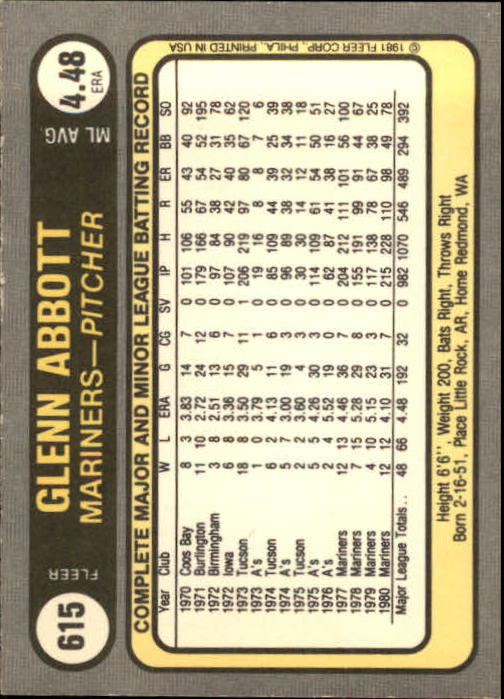 615
FLEER
GLENN ABBOTT
MARINERS—PITCHER
ML AVG.
4.48
ERA
COMPLETE MAJOR AND MINOR LEAGUE BATTING RECORD
Year Club W L ERA G CG SV IP H R ER BB SO
1970 Coos Bay 8 3 3.83 14 7 0 101 106 55 43 40 92
1971 Burlington 11 10 2.72 24 12 0 179 166 67 54 52 195
1972 Birmingham 3 8 2.51 13 6 0 97 84 38 27 31 78
1972 Iowa 6 8 3.36 15 7 0 107 90 42 40 35 62
1973 Tucson 18 8 3.50 29 11 1 206 219 97 80 67 120
1973 A's 1 0 3.79 5 1 0 19 16 8 8 7 6
1974 Tucson 6 2 4.13 11 6 0 85 109 44 39 25 39
1974 A's 5 7 3.00 19 3 0 96 89 38 32 34 38
1975 Tucson 2 2 3.60 4 3 0 30 30 14 12 11 18
1975 A's 5 5 4.26 30 3 0 114 109 61 54 50 51
1976 A's 2 4 5.52 19 0 0 62 87 41 38 16 27
1977 Mariners 12 13 4.46 36 7 0 204 212 111 101 56 100
1978 Mariners 7 15 5.28 29 8 0 155 191 99 91 44 67
1979 Mariners 4 10 5.15 23 3 0 117 138 78 67 38 25
1980 Mariners 12 12 4.10 31 7 0 215 228 110 98 49 78
Major League Totals.. 48 66 4.48 192 32 0 982 1070 546 489 294 392
Height 6'6'', Weight 200, Bats Right, Throws Right
Born 2-16-51, Place Little Rock, AR, Home Redmond, WA
© 1981 FLEER CORP., PHILA., PRINTED IN USA